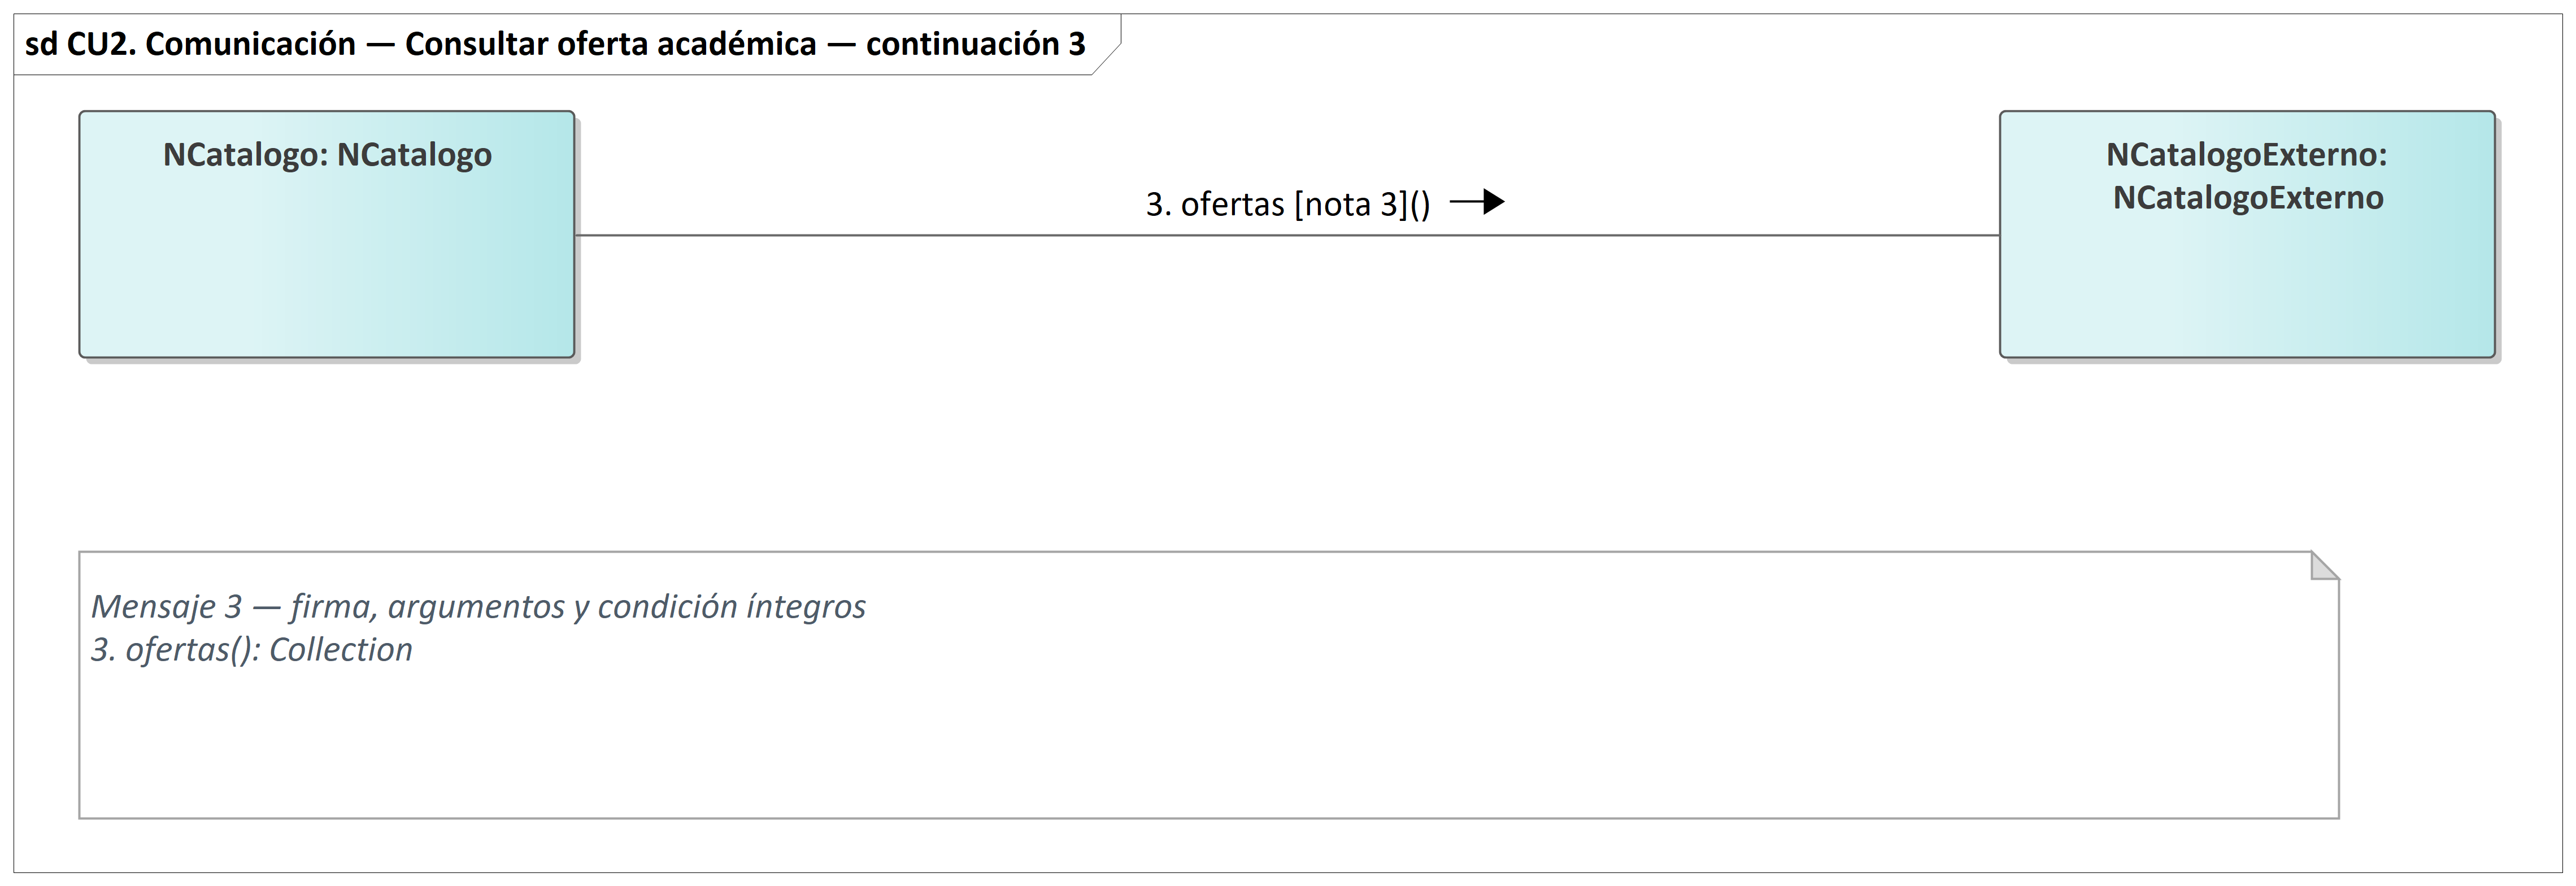 sd CU2. Comunicación — Consultar oferta académica — continuación 3
NCatalogo: NCatalogo
NCatalogoExterno:
NCatalogoExterno
3. ofertas [nota 3]()
Mensaje 3 — firma, argumentos y condición íntegros
3. ofertas(): Collection